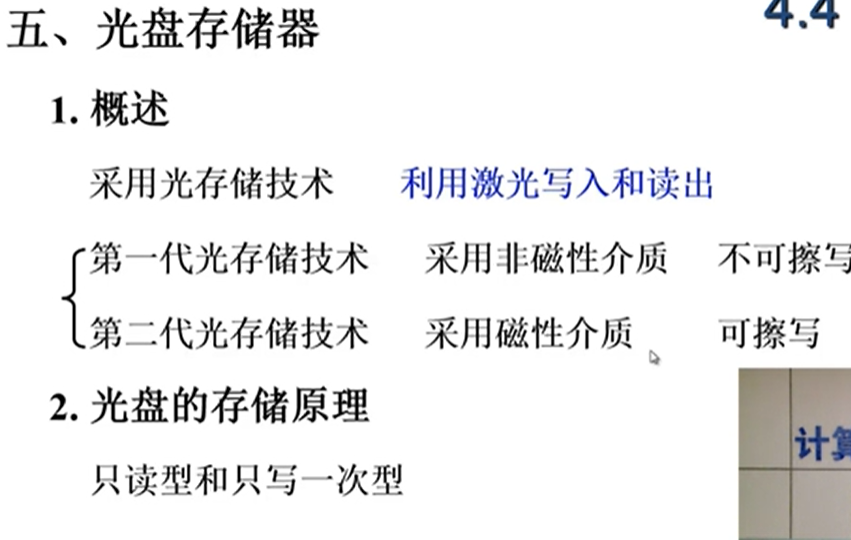 五、光盘存储器
4.4
1. 概述
采用光存储技术 利用激光写入和读出
第一代光存储技术 采用非磁性介质 不可擦写
第二代光存储技术 采用磁性介质 可擦写
2. 光盘的存储原理
计算
只读型和只写一次型